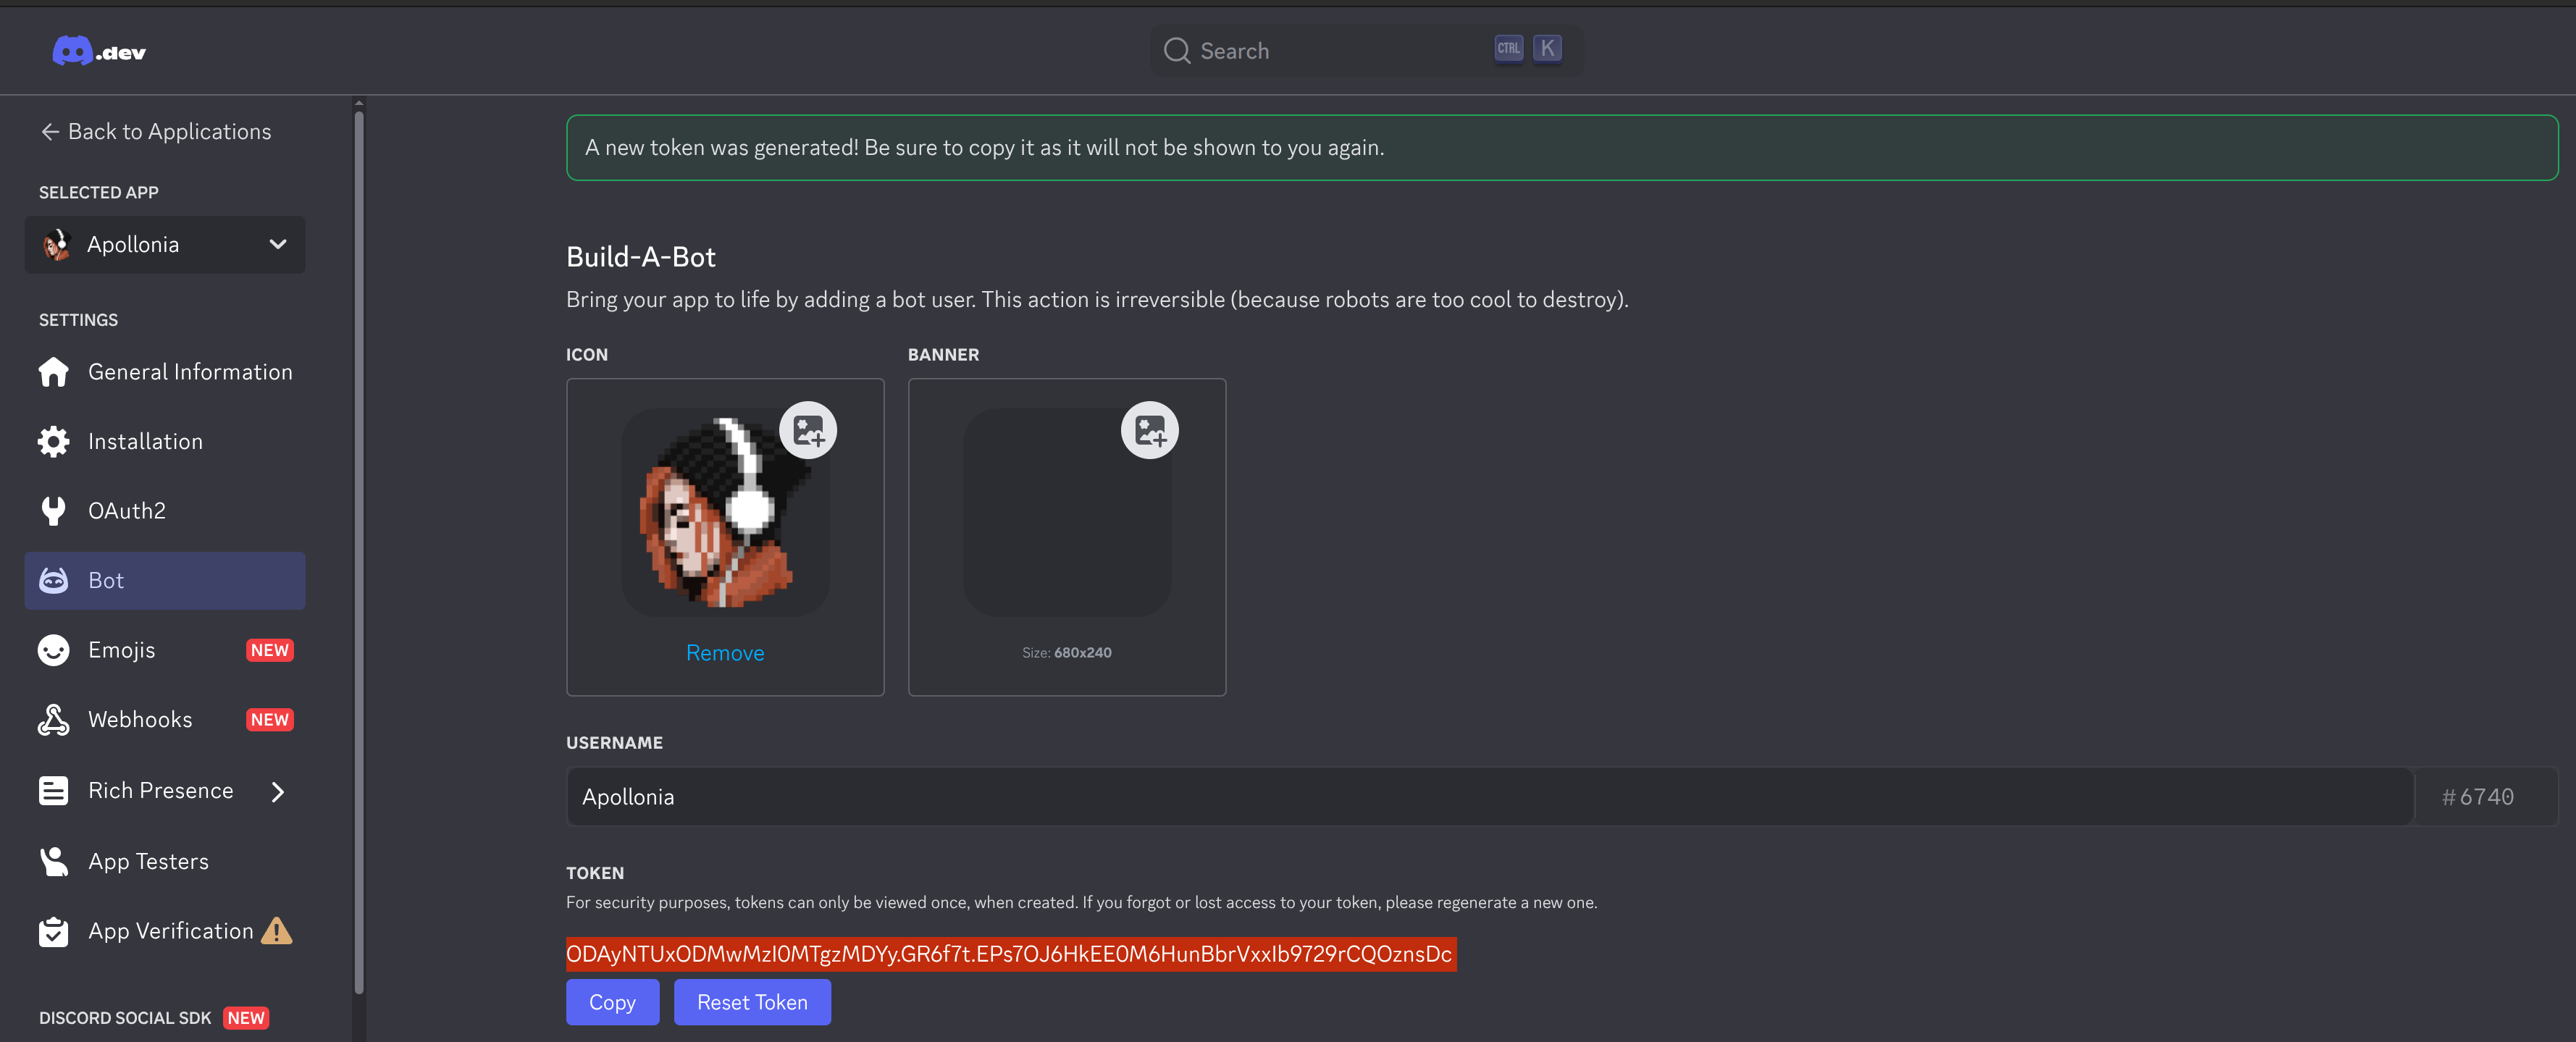 .dev
Search
CTRL K
Back to Applications
SELECTED APP
Apollonia
SETTINGS
General Information
Installation
OAuth2
Bot
Emojis NEW
Webhooks NEW
Rich Presence
App Testers
App Verification
DISCORD SOCIAL SDK NEW
A new token was generated! Be sure to copy it as it will not be shown to you again.
Build-A-Bot
Bring your app to life by adding a bot user. This action is irreversible (because robots are too cool to destroy).
ICON
BANNER
Remove
Size: 680x240
USERNAME
Apollonia
#6740
TOKEN
For security purposes, tokens can only be viewed once, when created. If you forgot or lost access to your token, please regenerate a new one.
ODAyNTUxODMwMzI0MTgzMDYy.GR6f7t.EPs7OJ6HkEE0M6HunBbrVxxIb9729rCQOznsDc
Copy
Reset Token